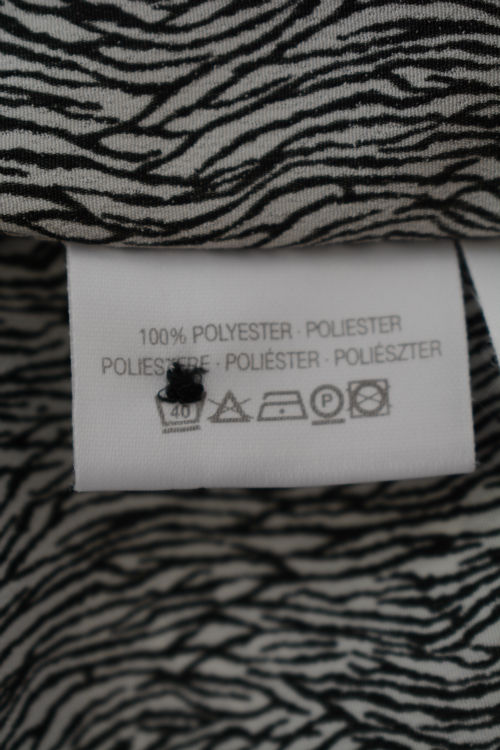 100% POLYESTER · POLIESTER
POLIESTERE · POLIÉSTER · POLIÉSZTER
40 P